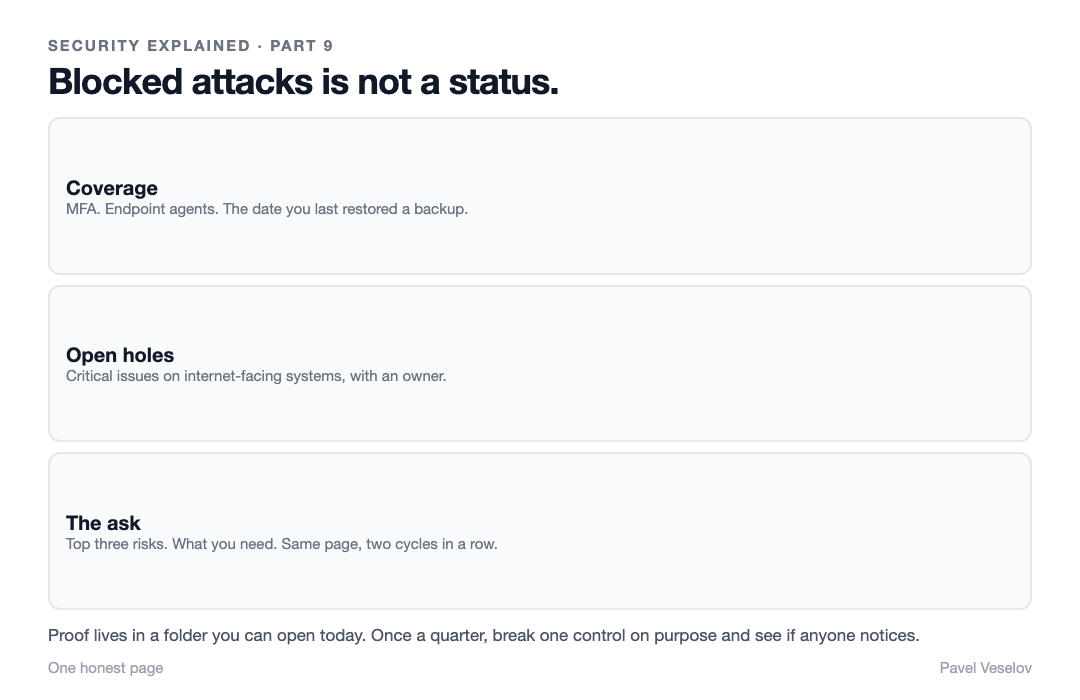 SECURITY EXPLAINED · PART 9
Blocked attacks is not a status.
Coverage
MFA. Endpoint agents. The date you last restored a backup.
Open holes
Critical issues on internet-facing systems, with an owner.
The ask
Top three risks. What you need. Same page, two cycles in a row.
Proof lives in a folder you can open today. Once a quarter, break one control on purpose and see if anyone notices.
One honest page
Pavel Veselov